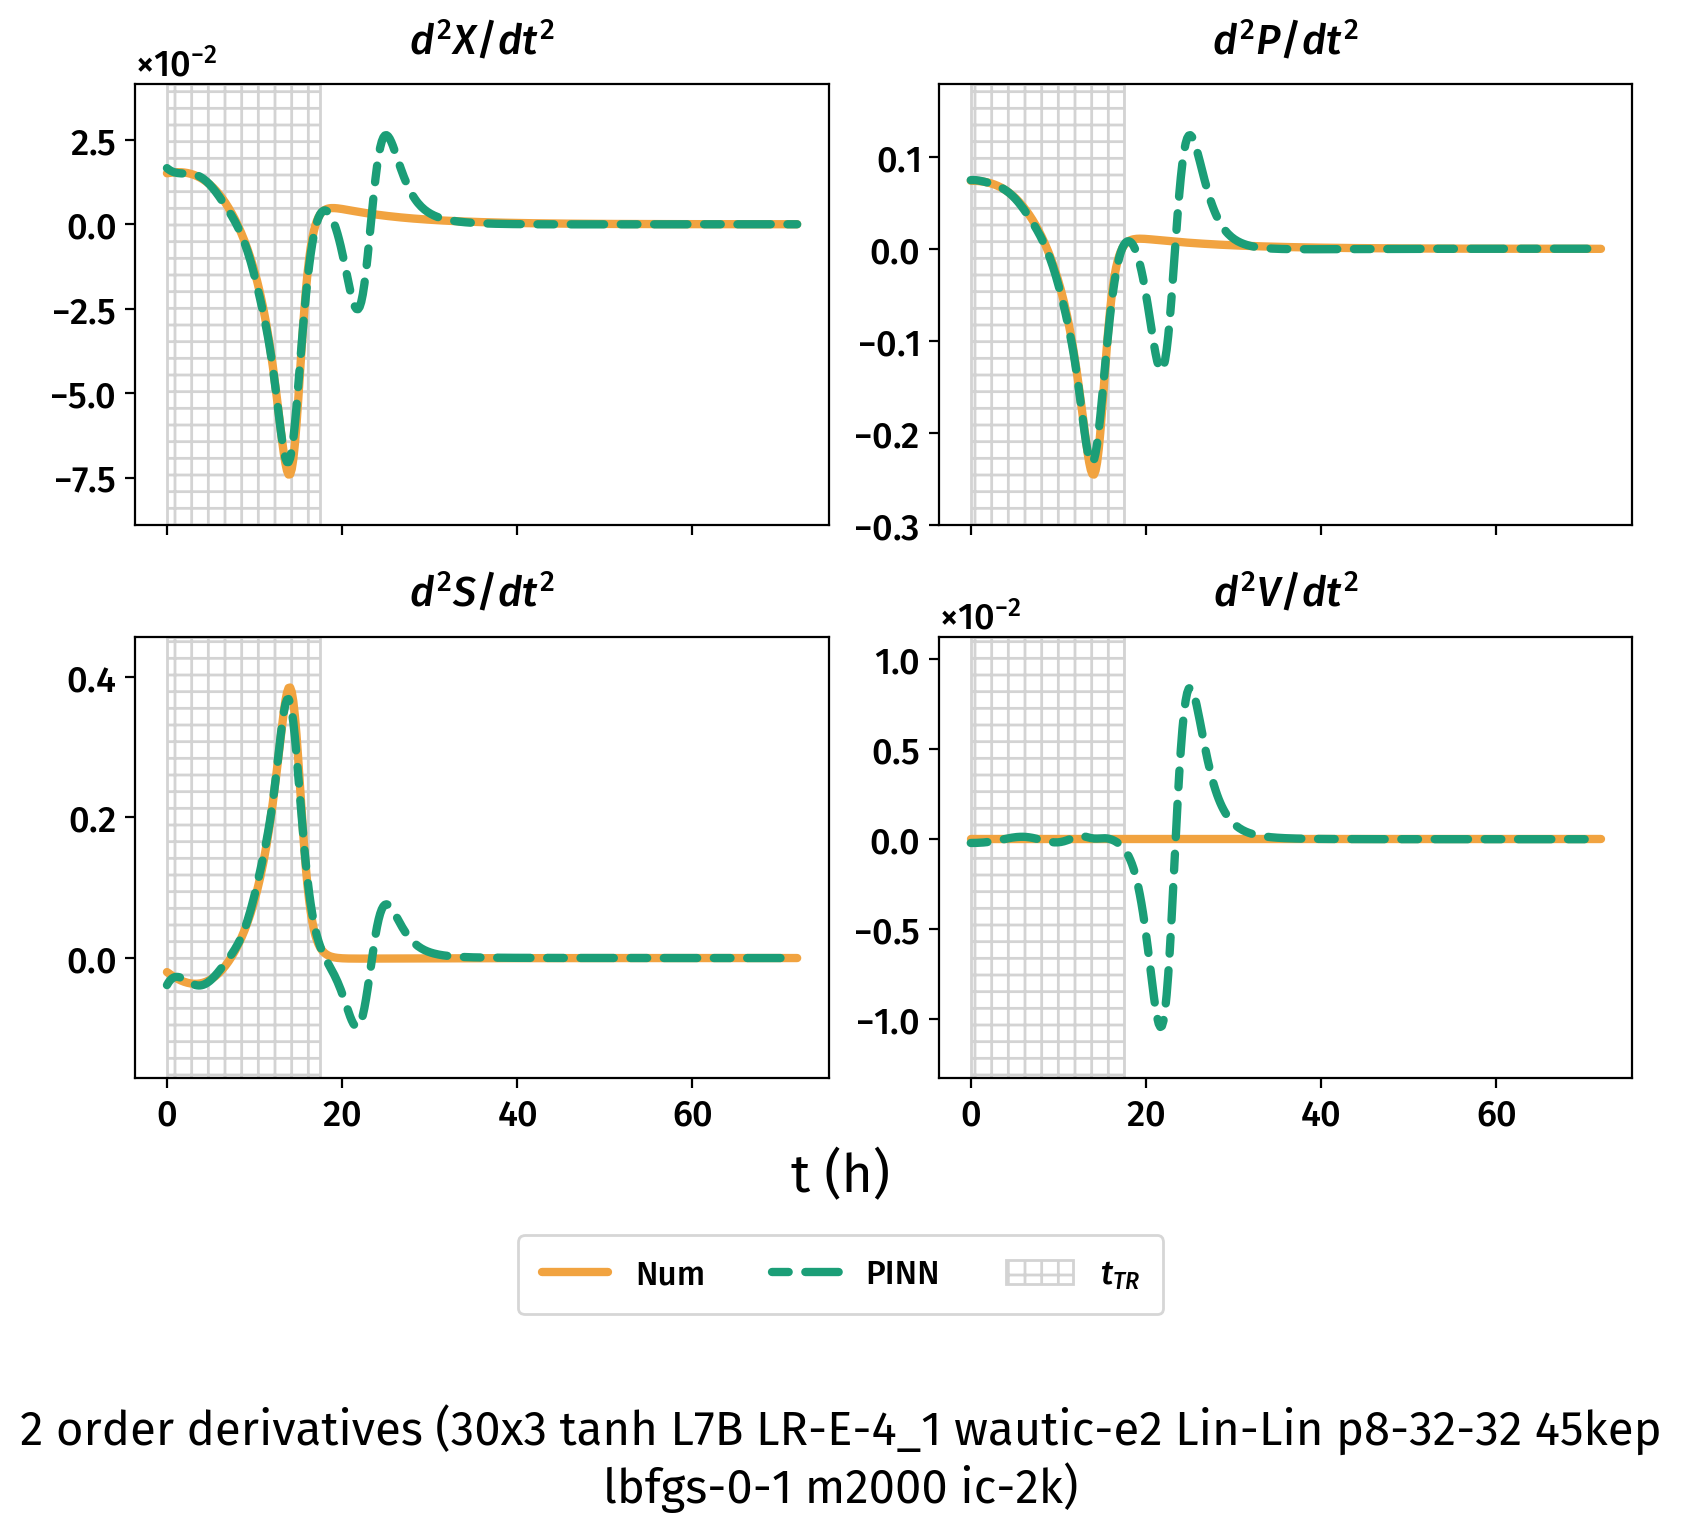 d²X/dt²
d²P/dt²
×10⁻²
2.5
0.0
−2.5
−5.0
−7.5
0.1
0.0
−0.1
−0.2
−0.3
d²S/dt²
d²V/dt²
×10⁻²
0.4
0.2
0.0
1.0
0.5
0.0
−0.5
−1.0
0 20 40 60
0 20 40 60
t (h)
Num PINN t_TR
2 order derivatives (30x3 tanh L7B LR-E-4_1 wautic-e2 Lin-Lin p8-32-32 45kep
lbfgs-0-1 m2000 ic-2k)